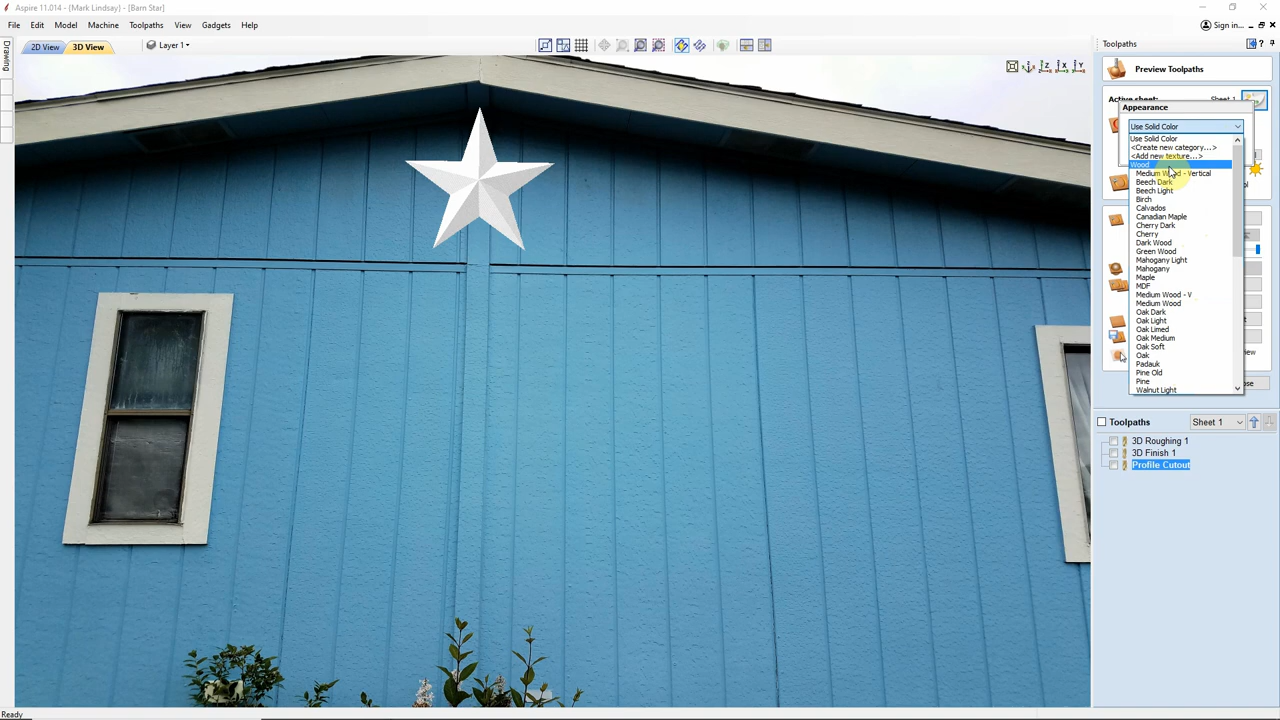 Aspire 11.014 - {Mark Lindsay} - [Barn Star]
File Edit Model Machine Toolpaths View Gadgets Help
Sign in...
2D View 3D View Layer 1
Drawing
Z X Y
Toolpaths
Preview Toolpaths
Active sheet: Sheet 1
Appearance
Use Solid Color
Use Solid Color
<Create new category...>
<Add new texture...>
Wood
Medium Wood - Vertical
Beech Dark
Beech Light
Birch
Calvados
Canadian Maple
Cherry Dark
Cherry
Dark Wood
Green Wood
Mahogany Light
Mahogany
Maple
MDF
Medium Wood - V
Medium Wood
Oak Dark
Oak Light
Oak Limed
Oak Medium
Oak Soft
Oak
Padauk
Pine Old
Pine
Walnut Light
Toolpaths Sheet 1
3D Roughing 1
3D Finish 1
Profile Cutout
Ready